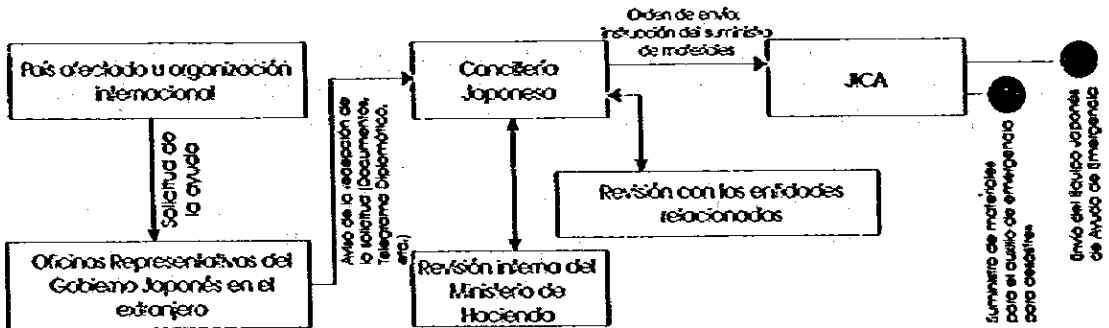 País afectado u organización
internacional
Solicitud de
la ayuda
Oficinas Representativas del
Gobierno Japonés en el
extranjero
Aviso de la recepción de
la solicitud (Documentos,
Telegrama Diplomático,
etc.)
Cancillería
Japonesa
Revisión interna del
Ministerio de
Hacienda
Revisión con las entidades
relacionadas
Orden de envío:
instrucción del suministro
de materiales
JICA
Suministro de materiales
para el auxilio de emergencia
para desastres
Envío del Equipo Japonés
de Ayuda de Emergencia